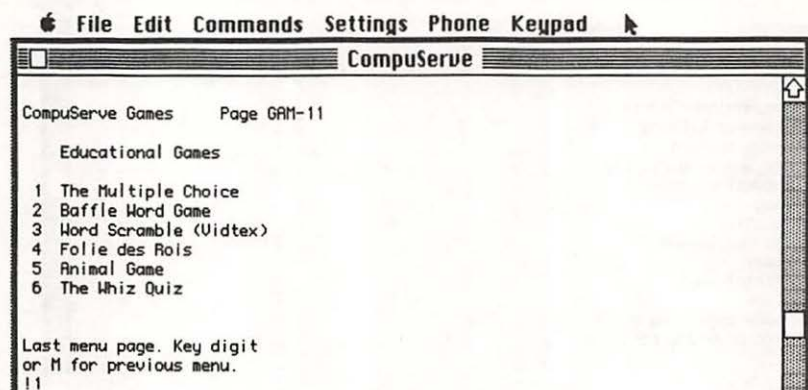 File Edit Commands Settings Phone Keypad
CompuServe
CompuServe Games Page GAM-11
Educational Games
1 The Multiple Choice
2 Baffle Word Game
3 Word Scramble (Vidtex)
4 Folie des Rois
5 Animal Game
6 The Whiz Quiz
Last menu page. Key digit
or M for previous menu.
!1